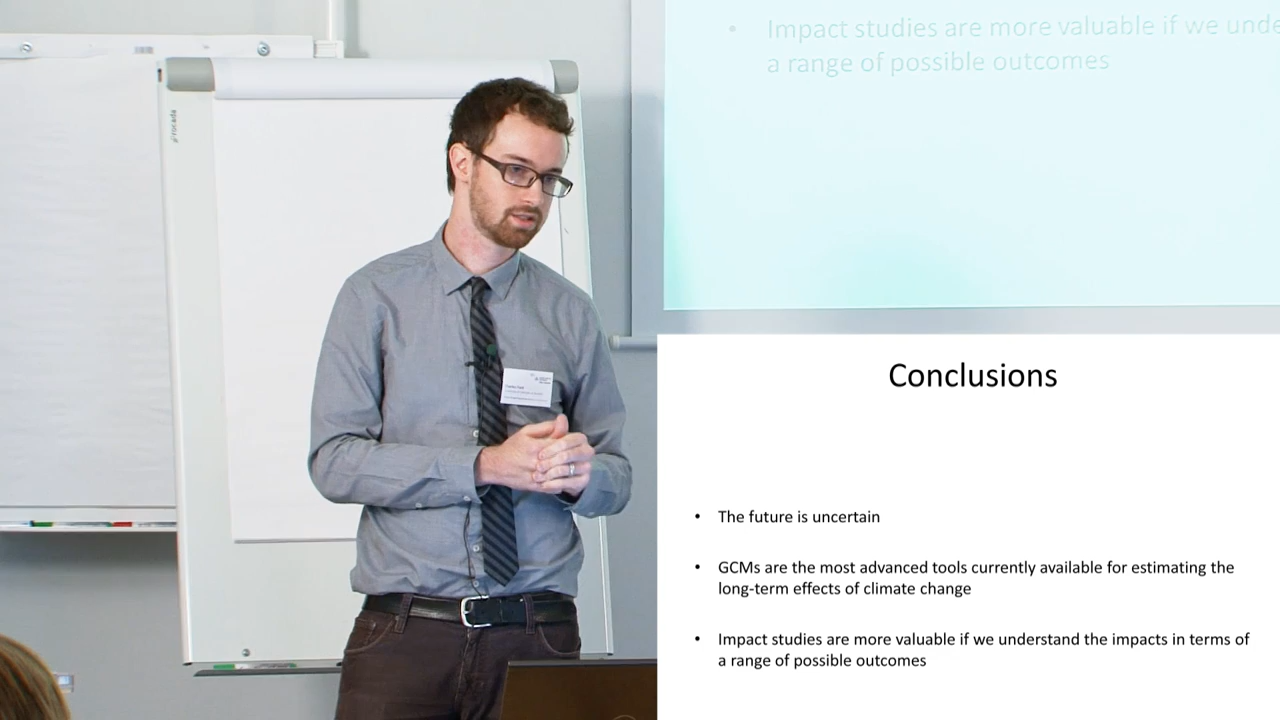 Impact studies are more valuable if we unde
a range of possible outcomes
rocada
Conclusions
• The future is uncertain
• GCMs are the most advanced tools currently available for estimating the
long-term effects of climate change
• Impact studies are more valuable if we understand the impacts in terms of
a range of possible outcomes